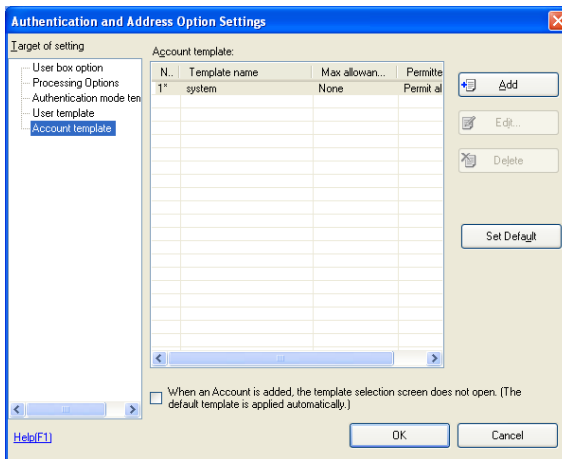 Authentication and Address Option Settings
Target of setting
User box option
Processing Options
Authentication mode ten
User template
Account template
Account template:
N.. Template name Max allowan... Permitte
1* system None Permit al
Add
Edit...
Delete
Set Default
When an Account is added, the template selection screen does not open. (The
default template is applied automatically.)
Help(F1)
OK
Cancel